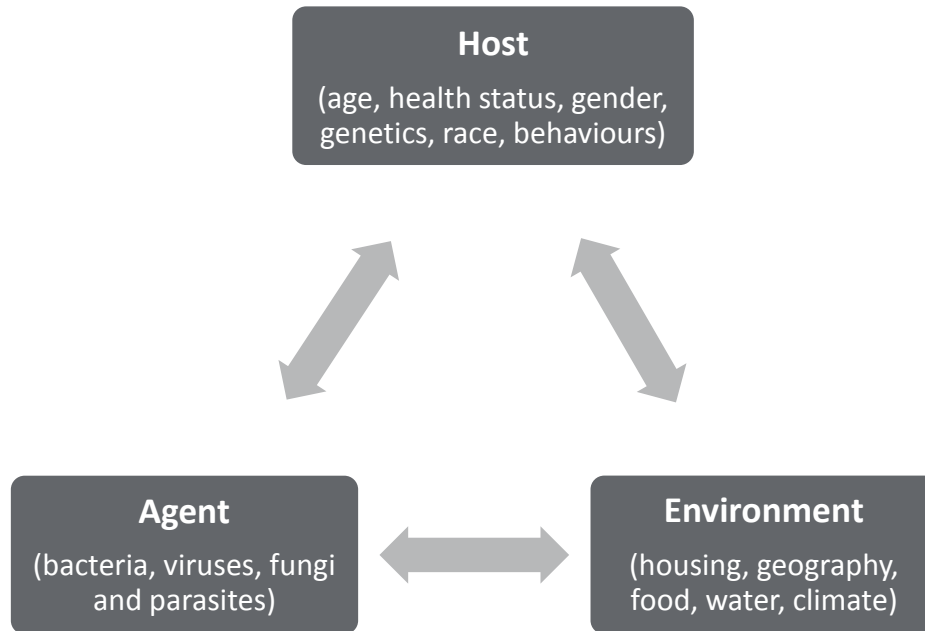 Host
(age, health status, gender,
genetics, race, behaviours)
Agent
(bacteria, viruses, fungi
and parasites)
Environment
(housing, geography,
food, water, climate)